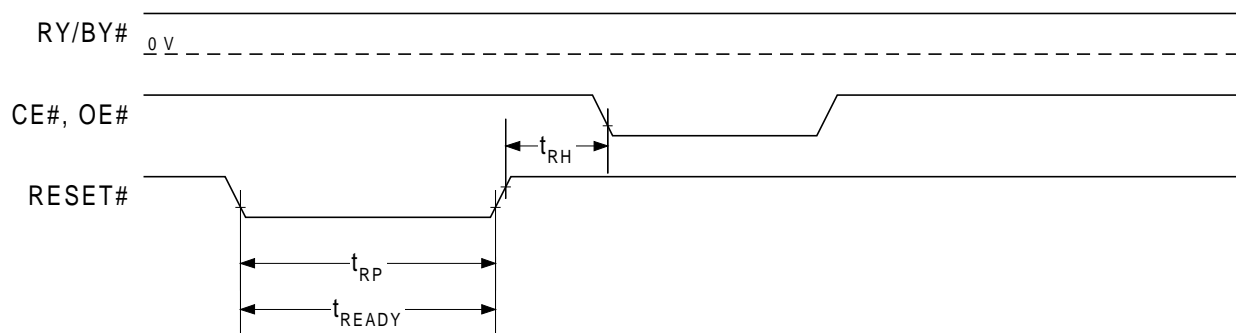 RY/BY#
0 V
CE#, OE#
tRH
RESET#
tRP
tREADY